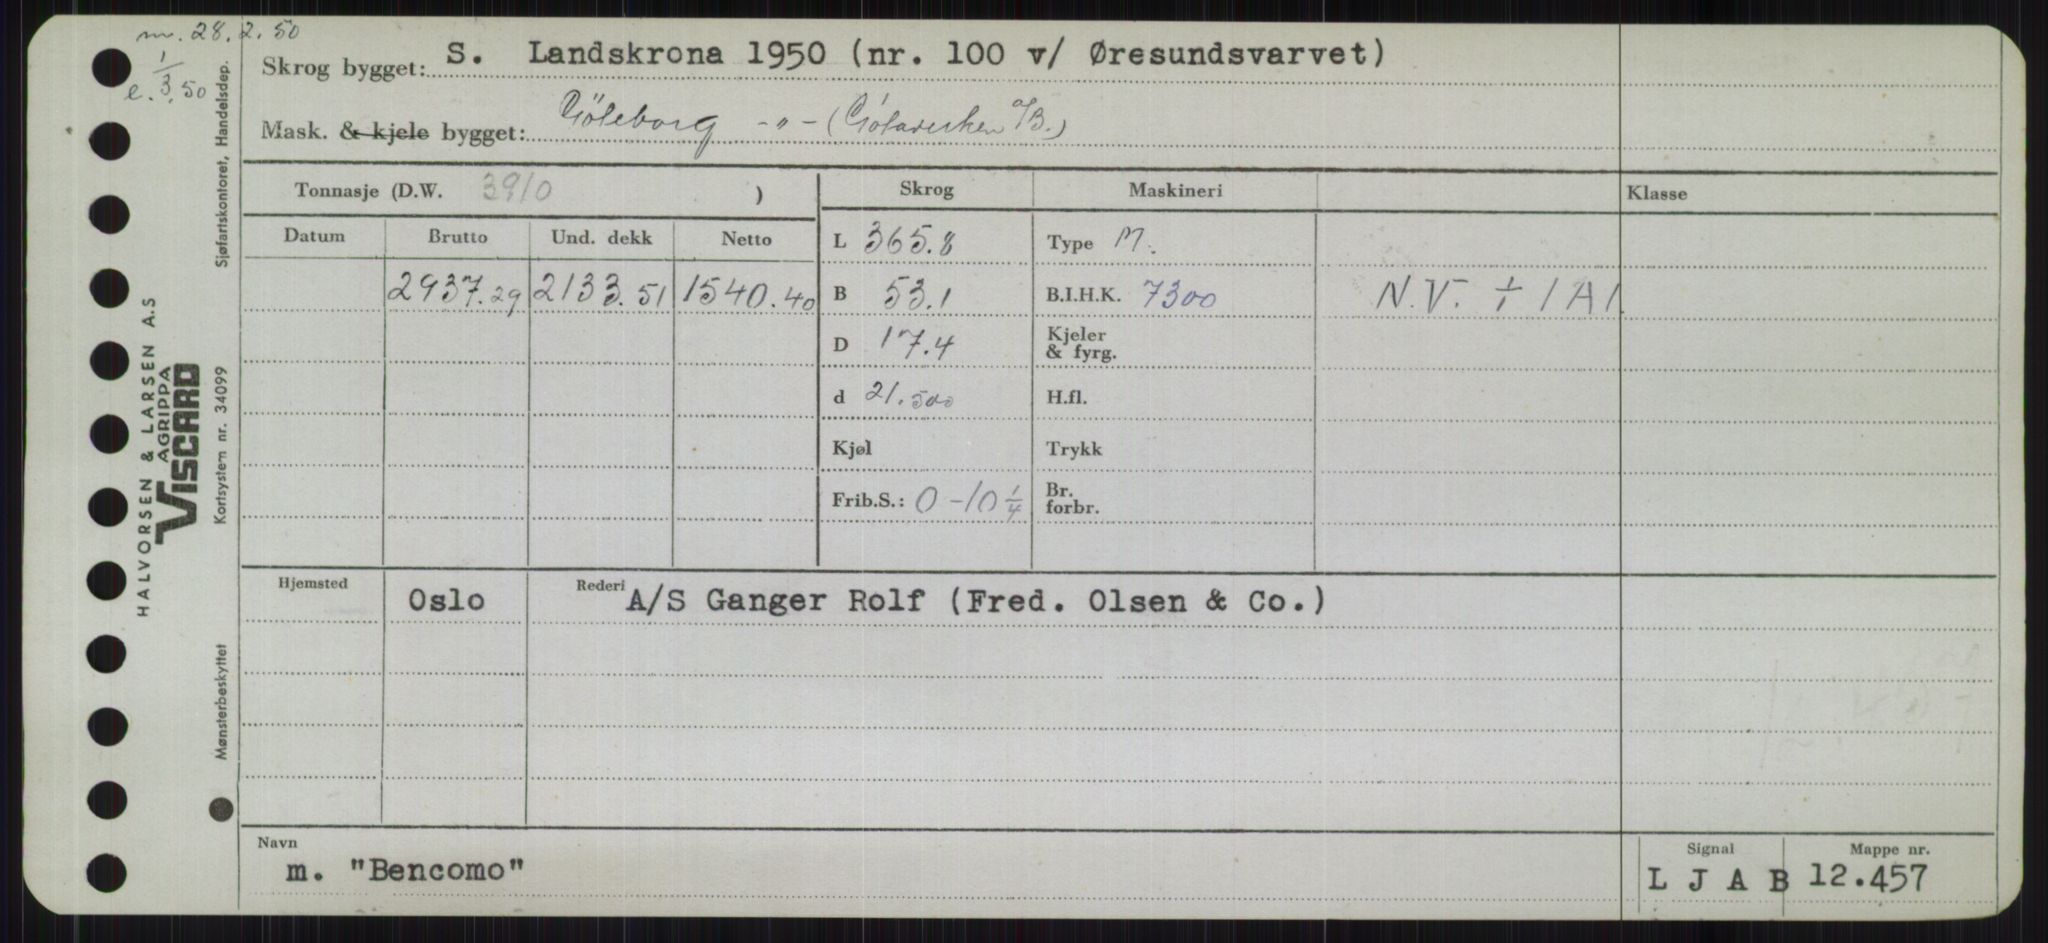 m. 28.2.50
e. 1/3.50
Skrog bygget: S. Landskrona 1950 (nr. 100 v/ Øresundsvarvet)
Mask. & kjele bygget: Göteborg -"- (Götaverken A/B.)
Tonnasje (D.W. 3910 )
Skrog Maskineri Klasse
Datum Brutto Und. dekk Netto
2937.29 2133.51 1540.40
L 365.8 Type M.
B 53.1 B.I.H.K. 7300 N.V. + 1A1
D 17.4 Kjeler & fyrg.
d 21.500 H.fl.
Kjøl Trykk
Frib.S.: 0-10 1/4 Br. forbr.
Hjemsted Rederi
Oslo A/S Ganger Rolf (Fred. Olsen & Co.)
Navn Signal Mappe nr.
m. "Bencomo" L J A B 12.457
Sjøfartskontoret, Handelsdep.
HALVORSEN & LARSEN A.S
AGRIPPA
VISCARD
Kortsystem nr. 34099
Mønsterbeskyttet